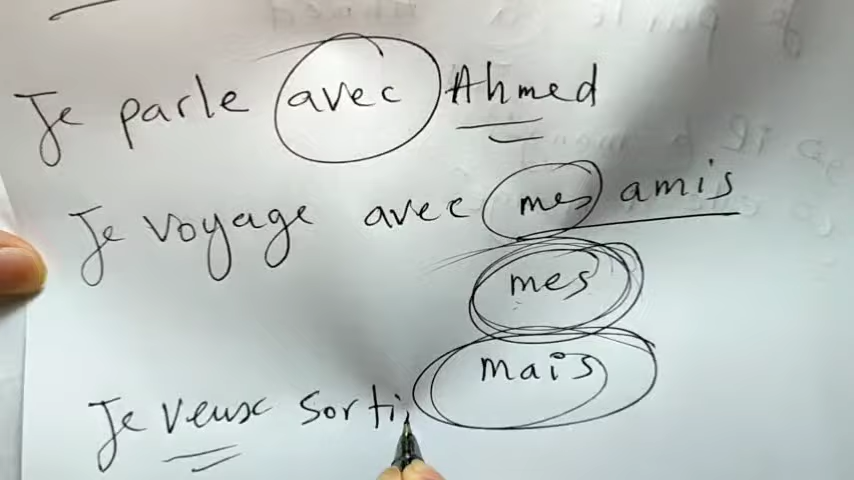 Je parle avec Ahmed
Je voyage avec mes amis
mes
mais
Je veux sorti